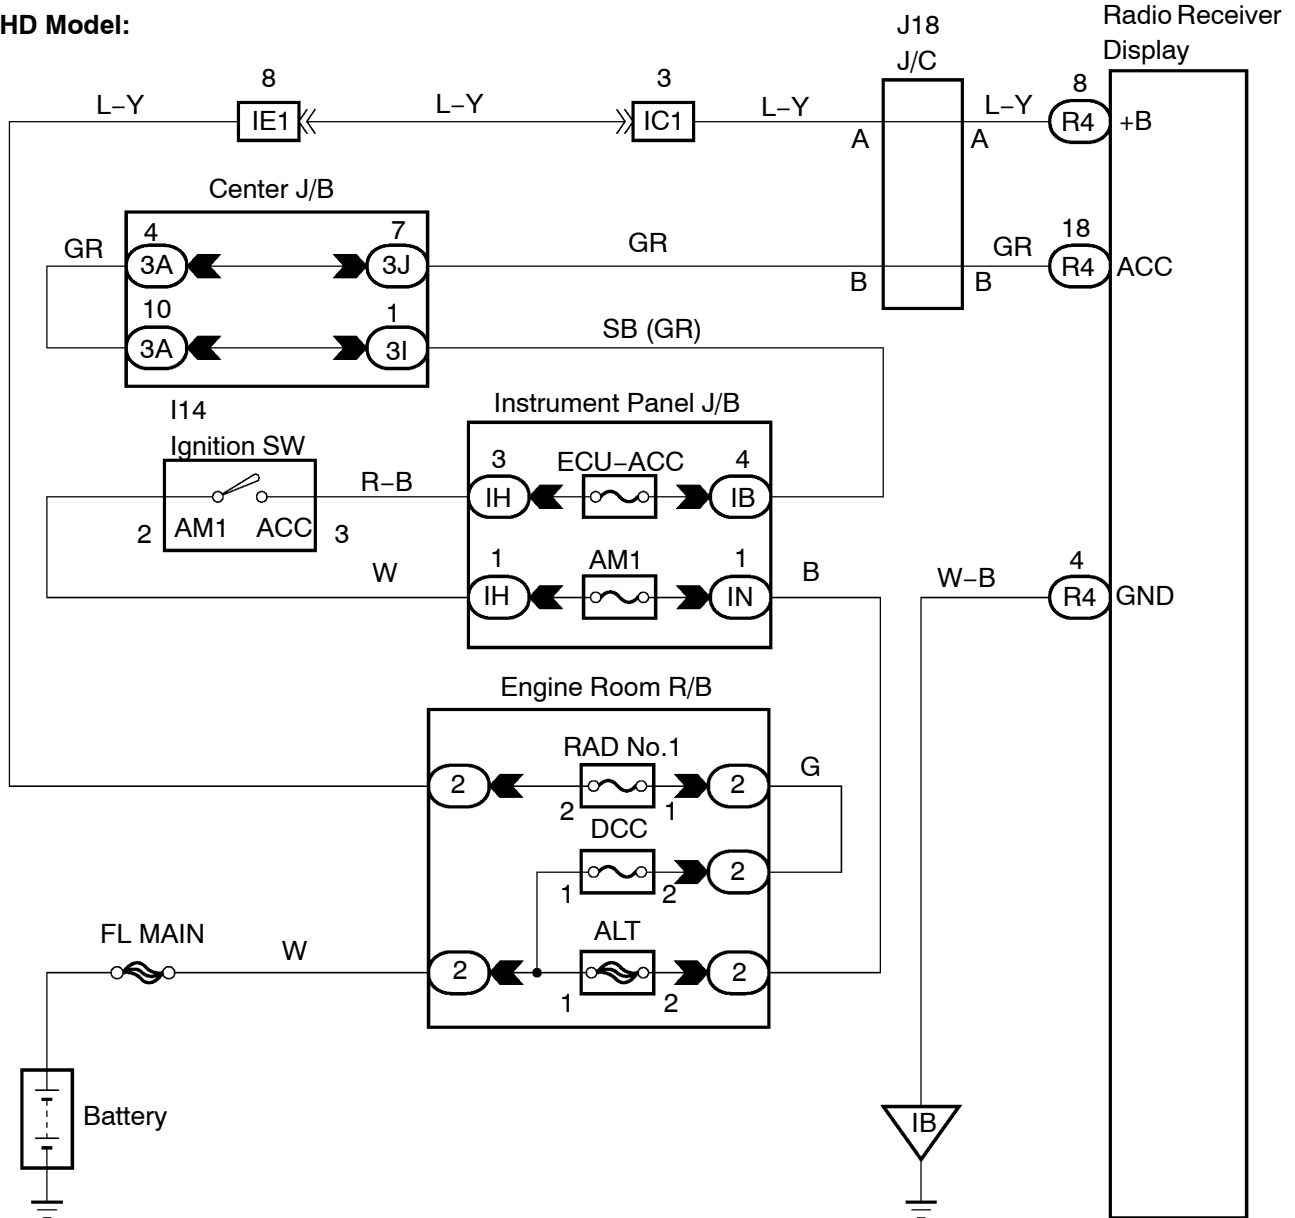 HD Model:
Radio Receiver
Display
J18
J/C
8
3
8
L–Y
IE1
L–Y
IC1
L–Y
L–Y
R4
+B
A
A
Center J/B
4
7
18
GR
3A
3J
GR
GR
R4
ACC
B
B
10
1
3A
3I
SB (GR)
I14
Ignition SW
Instrument Panel J/B
3
ECU–ACC
4
R–B
IH
IB
2
AM1
ACC
3
1
AM1
1
4
W
IH
IN
B
W–B
R4
GND
Engine Room R/B
RAD No.1
2
2
G
2
1
DCC
2
1
2
FL MAIN
W
ALT
2
2
1
2
Battery
IB